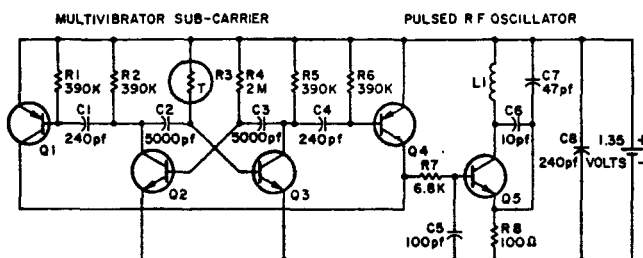 MULTIVIBRATOR SUB-CARRIER
PULSED RF OSCILLATOR
R1
390K
R2
390K
T
R3
R4
2M
R5
390K
R6
390K
L1
C7
47pf
C1
240pf
C2
5000pf
C3
5000pf
C4
240pf
C6
10pf
C8
240pf
1.35
VOLTS
+
-
Q1
Q2
Q3
Q4
R7
6.8K
Q5
C5
100pf
R8
100Ω